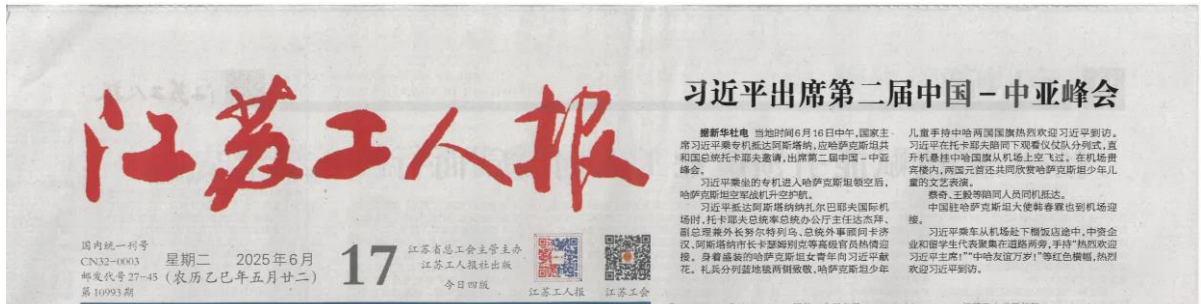 江苏工人报
国内统一刊号
CN32-0003
邮发代号27-45
第10993期
星期二 2025年6月
(农历乙巳年五月廿二)
17
江苏省总工会主管主办
江苏工人报社出版
今日四版
江苏工人报
江苏工会
习近平出席第二届中国-中亚峰会
据新华社电 当地时间6月16日中午,国家主
席习近平乘专机抵达阿斯塔纳,应哈萨克斯坦共
和国总统托卡耶夫邀请,出席第二届中国-中亚
峰会。
习近平乘坐的专机进入哈萨克斯坦领空后,
哈萨克斯坦空军战机升空护航。
习近平抵达阿斯塔纳纳扎尔巴耶夫国际机
场时,托卡耶夫总统率总统办公厅主任达杰拜、
副总理兼外长努尔特列乌、总统外事顾问卡济
汉、阿斯塔纳市长卡瑟姆别克等高级官员热情迎
接。身着盛装的哈萨克斯坦女青年向习近平献
花。礼兵分列蓝地毯两侧致敬,哈萨克斯坦少年
儿童手持中哈两国国旗热烈欢迎习近平到访。
习近平在托卡耶夫陪同下观看仪仗队分列式,直
升机悬挂中哈国旗从机场上空飞过。在机场贵
宾楼内,两国元首还共同欣赏哈萨克斯坦少年儿
童的文艺表演。
蔡奇、王毅等陪同人员同机抵达。
中国驻哈萨克斯坦大使韩春霖也到机场迎
接。
习近平乘车从机场赴下榻饭店途中,中资企
业和留学生代表聚集在道路两旁,手持“热烈欢迎
习近平主席!”“中哈友谊万岁!”等红色横幅,热烈
欢迎习近平到访。